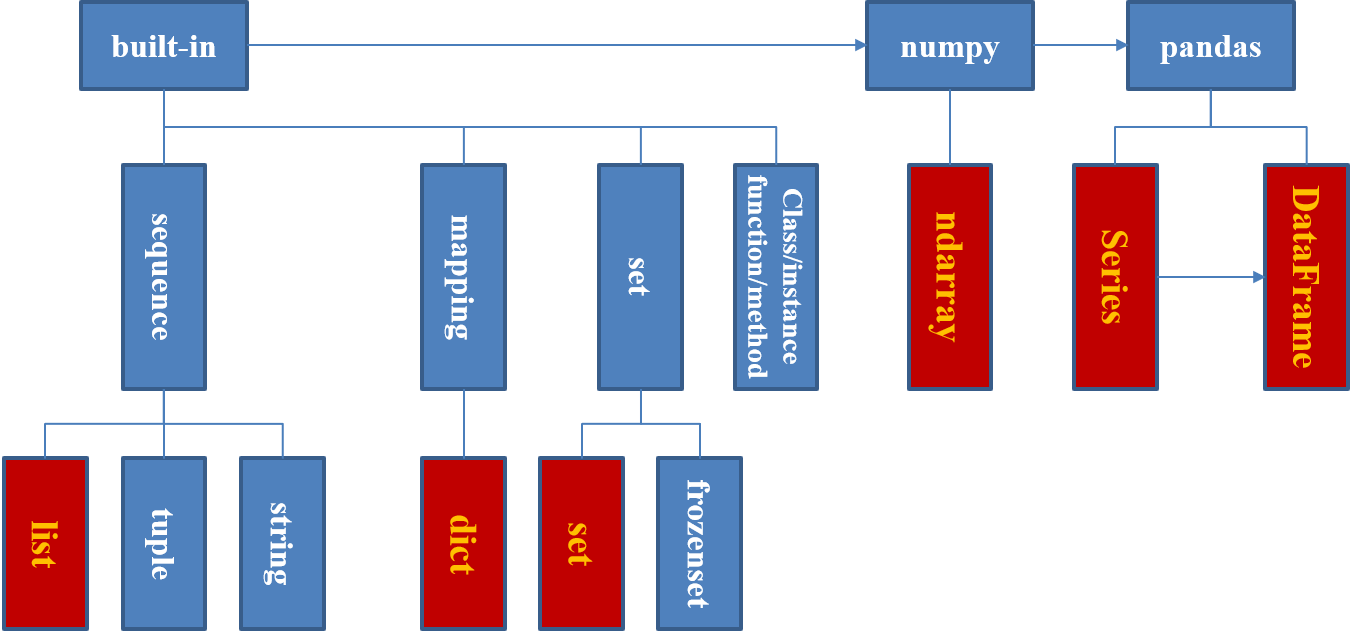 built-in
numpy
pandas
sequence
mapping
set
Class/instance
function/method
ndarray
Series
DataFrame
list
tuple
string
dict
set
frozenset